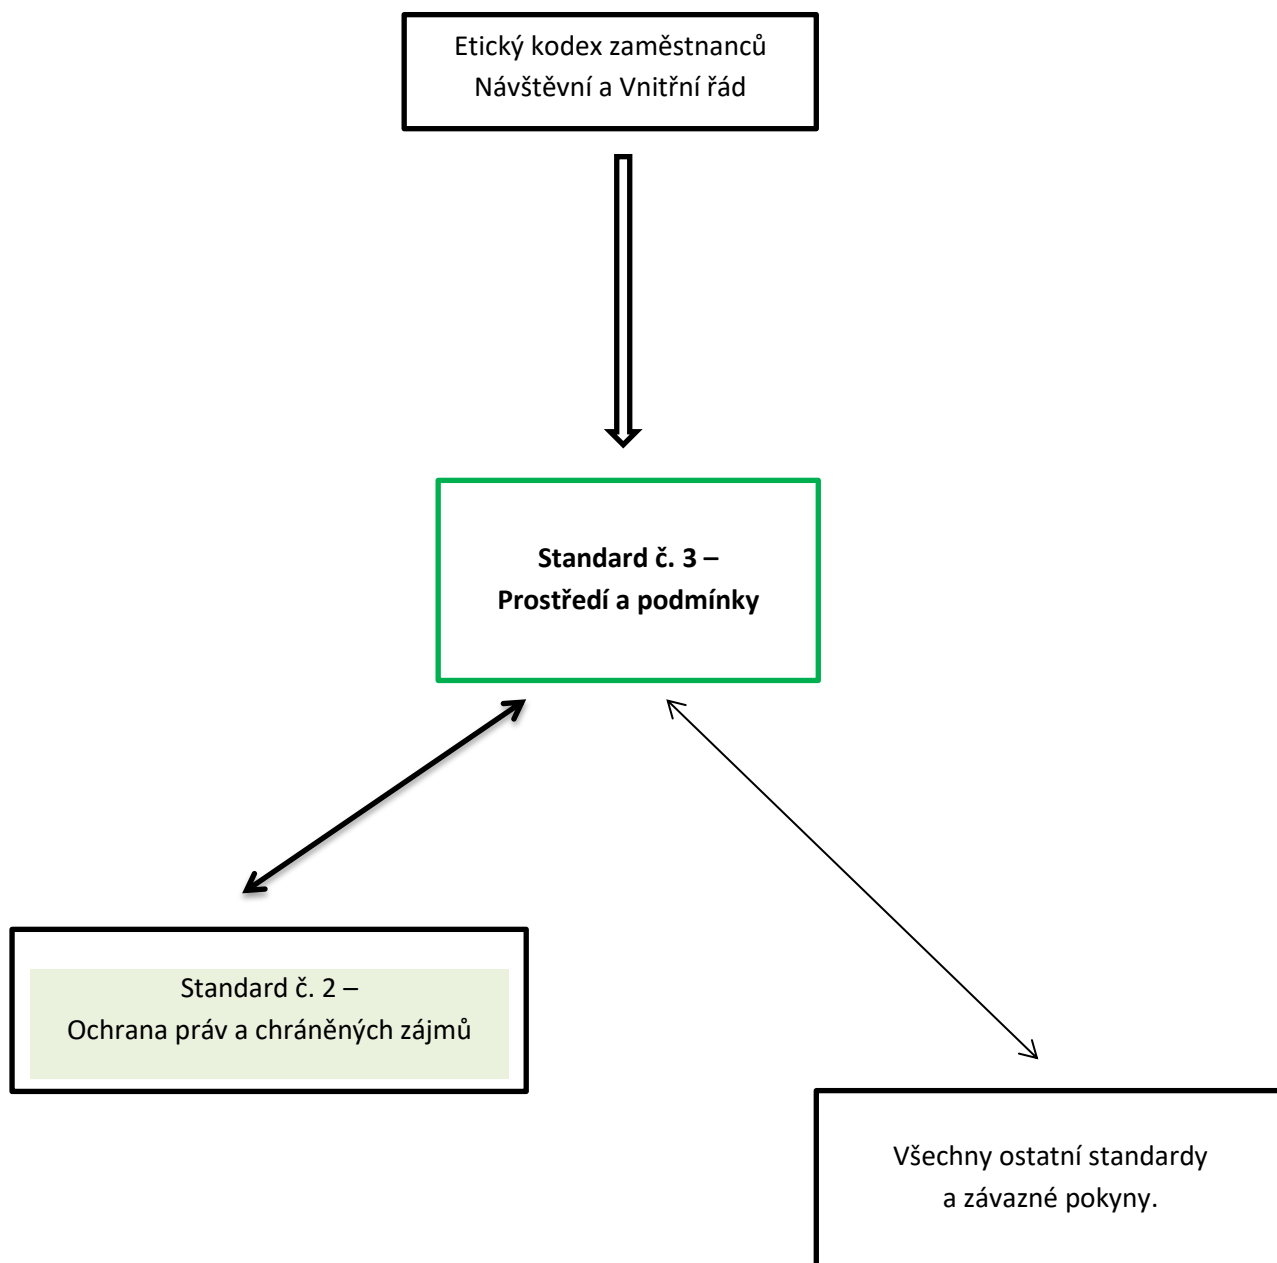 Etický kodex zaměstnanců
Návštěvní a Vnitřní řád
Standard č. 3 –
Prostředí a podmínky
Standard č. 2 –
Ochrana práv a chráněných zájmů
Všechny ostatní standardy
a závazné pokyny.